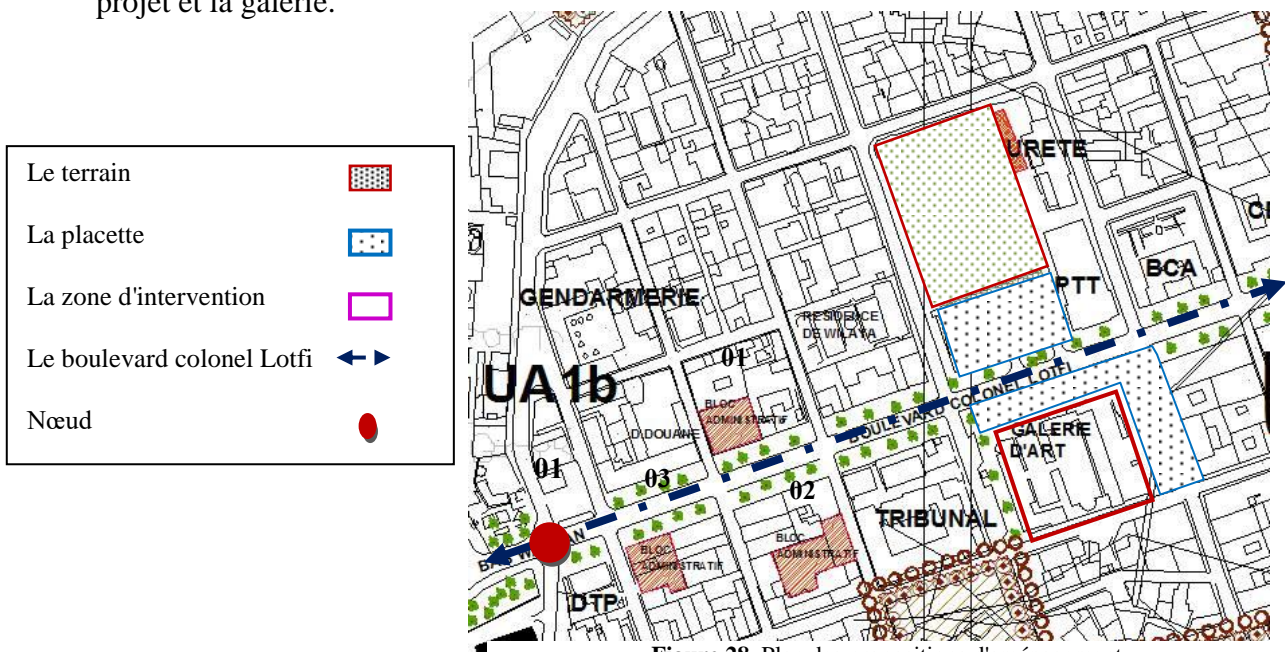 projet et la galerie.
Le terrain
La placette
La zone d'intervention
Le boulevard colonel Lotfi
Nœud
URETE
PTT
BCA
GENDARMERIE
RESIDENCE
DE WILAYA
01
UA1b
BLOC
ADMINISTRATIF
D.DOUANE
BOULEVARD COLONEL LOTFI
GALERIE
D'ART
01
03
02
TRIBUNAL
BLOC
ADMINISTRATIF
BLOC
ADMINISTRATIF
DTP